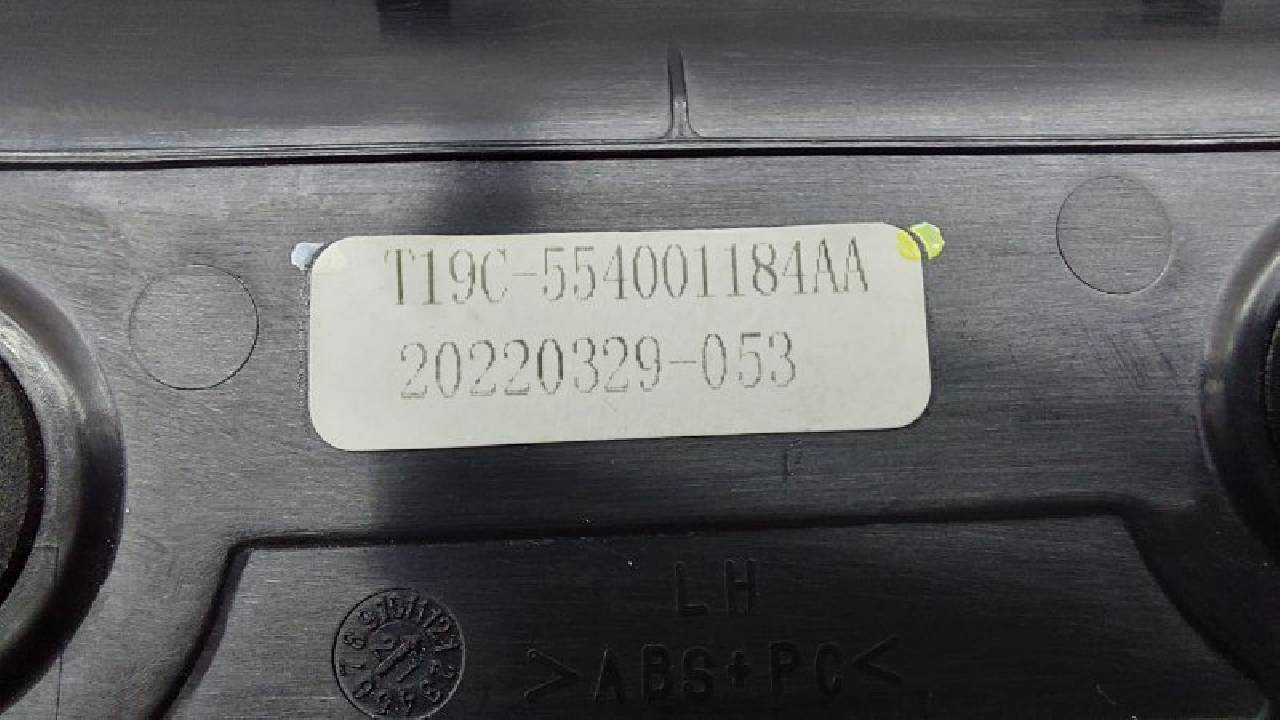 T19C-554001184AA
20220329-053
LH
>ABS+PC<